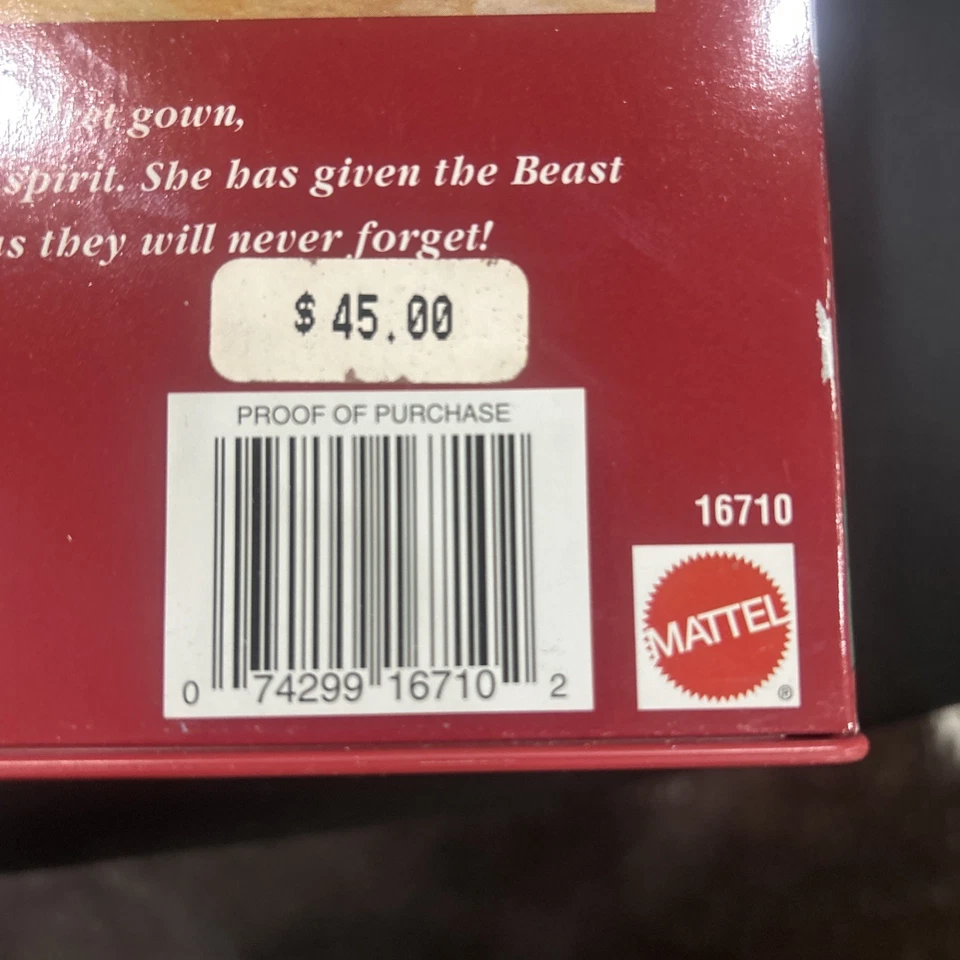 gown,
spirit. She has given the Beast
they will never forget!
$ 45.00
PROOF OF PURCHASE
0 74299 16710 2
16710
MATTEL
®